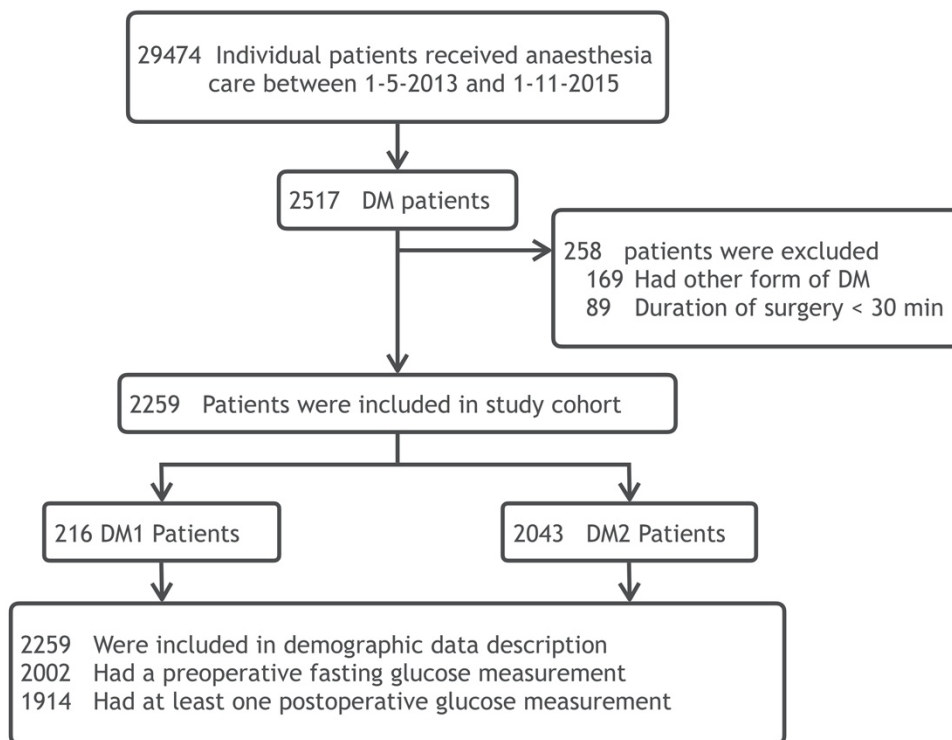 29474 Individual patients received anaesthesia
care between 1-5-2013 and 1-11-2015
2517 DM patients
258 patients were excluded
169 Had other form of DM
89 Duration of surgery < 30 min
2259 Patients were included in study cohort
216 DM1 Patients
2043 DM2 Patients
2259 Were included in demographic data description
2002 Had a preoperative fasting glucose measurement
1914 Had at least one postoperative glucose measurement